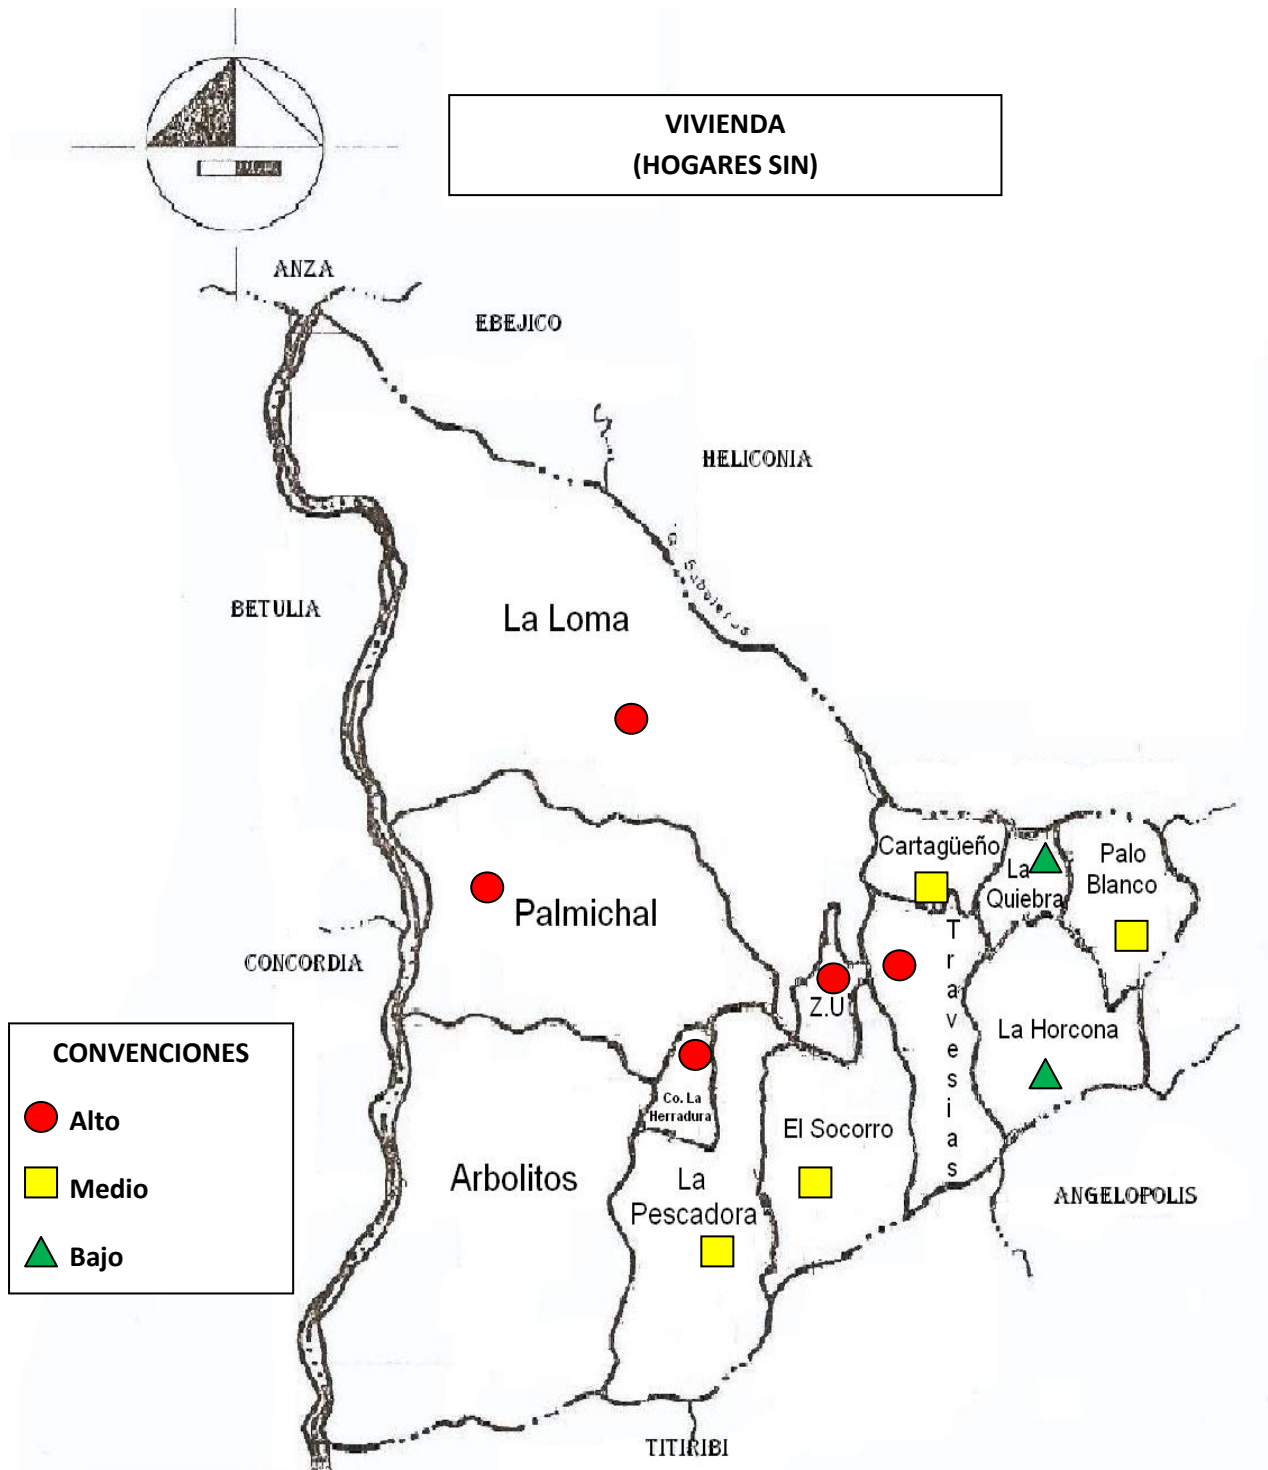 VIVIENDA
(HOGARES SIN)
ANZA
EBEJICO
HELICONIA
BETULIA
La Loma
Cartagüeño
La
Quiebra
Palo
Blanco
Palmichal
Travesias
CONCORDIA
Z.U
La Horcona
CONVENCIONES
Alto
Medio
Bajo
Co. La
Herradura
El Socorro
Arbolitos
La
Pescadora
ANGELOPOLIS
TITIRIBI